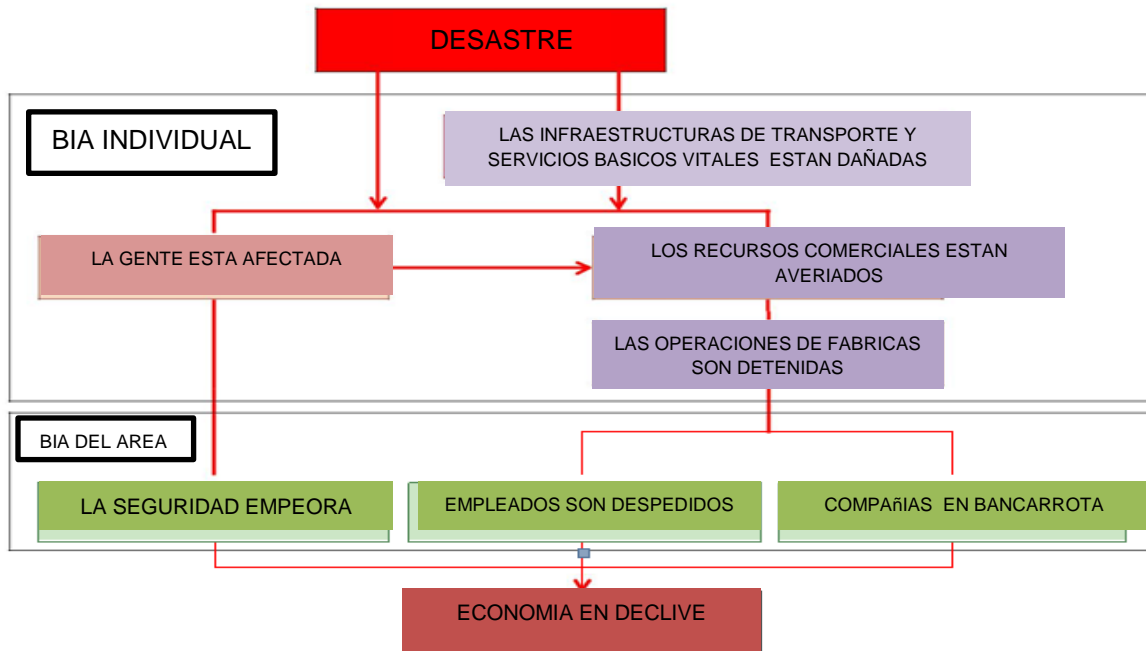 DESASTRE
BIA INDIVIDUAL
LAS INFRAESTRUCTURAS DE TRANSPORTE Y
SERVICIOS BASICOS VITALES ESTAN DAÑADAS
LA GENTE ESTA AFECTADA
LOS RECURSOS COMERCIALES ESTAN
AVERIADOS
LAS OPERACIONES DE FABRICAS
SON DETENIDAS
BIA DEL AREA
LA SEGURIDAD EMPEORA
EMPLEADOS SON DESPEDIDOS
COMPAñIAS EN BANCARROTA
ECONOMIA EN DECLIVE